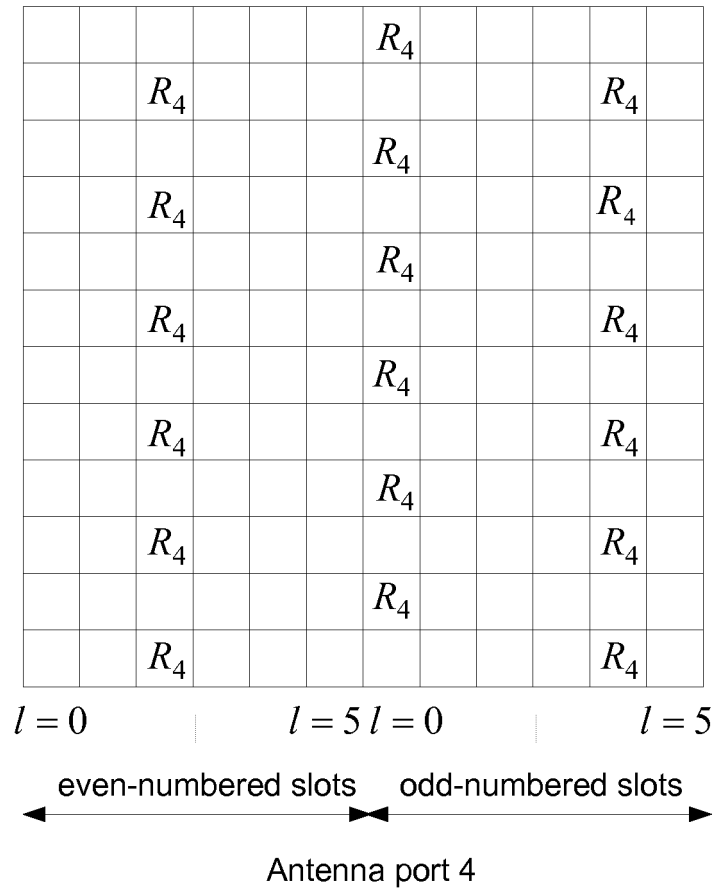 R4
R4 R4
R4
R4 R4
R4
R4 R4
R4
R4 R4
R4
R4 R4
R4
R4 R4
l = 0 l = 5 l = 0 l = 5
even-numbered slots odd-numbered slots
Antenna port 4